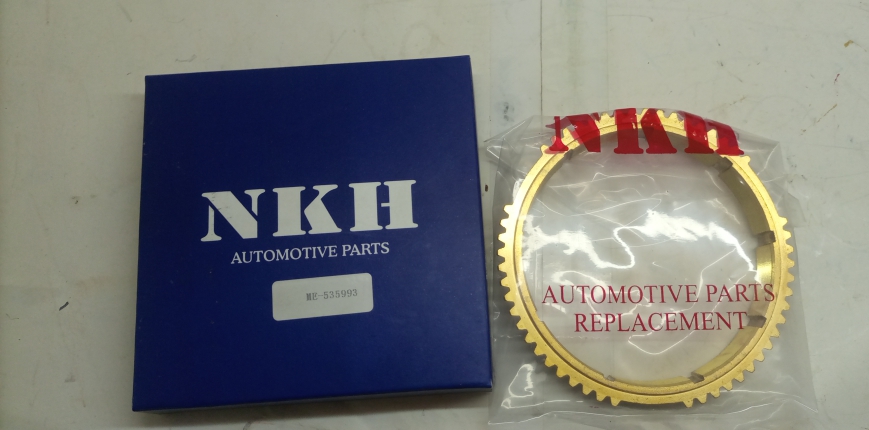 NKH
AUTOMOTIVE PARTS
ME-535993
NKH
AUTOMOTIVE PARTS
REPLACEMENT